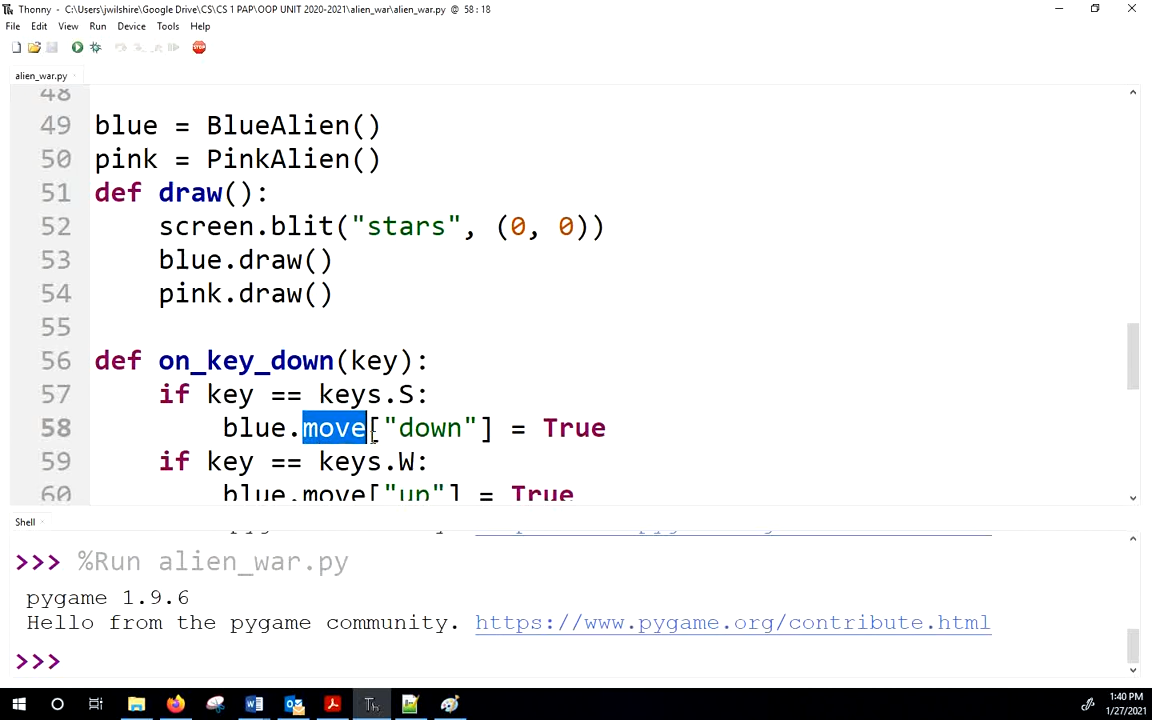 Thonny - C:\Users\jwilshire\Google Drive\CS\CS 1 PAP\OOP UNIT 2020-2021\alien_war\alien_war.py @ 58 : 18
File Edit View Run Device Tools Help
STOP
alien_war.py
48
49 blue = BlueAlien()
50 pink = PinkAlien()
51 def draw():
52 screen.blit("stars", (0, 0))
53 blue.draw()
54 pink.draw()
55
56 def on_key_down(key):
57 if key == keys.S:
58 blue.move["down"] = True
59 if key == keys.W:
60 blue.move["up"] = True
Shell
>>> %Run alien_war.py
pygame 1.9.6
Hello from the pygame community. https://www.pygame.org/contribute.html
>>>
1:40 PM
1/27/2021